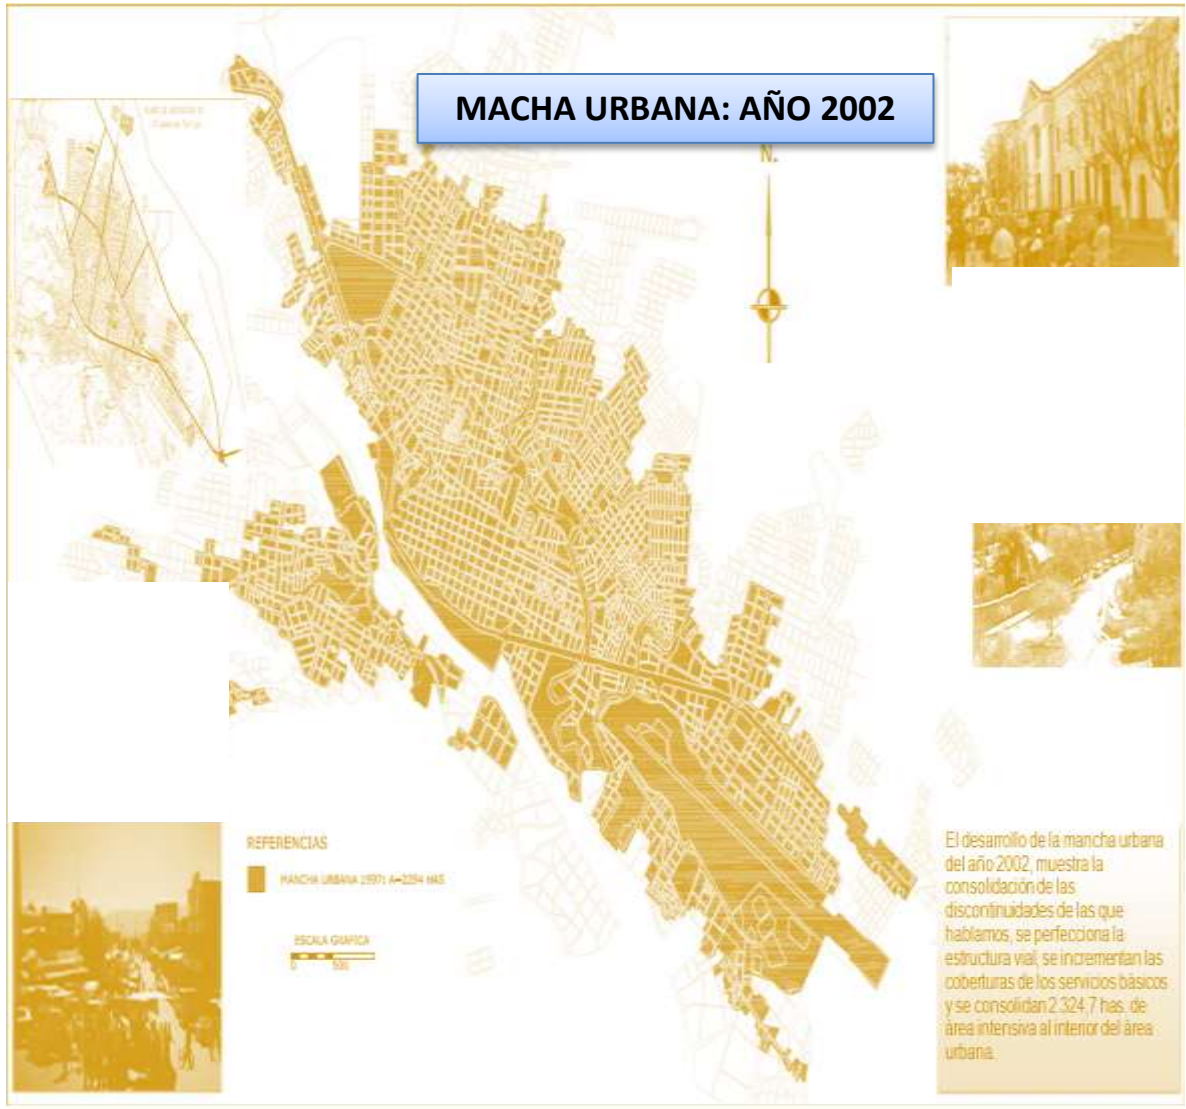 MACHA URBANA: AÑO 2002
N.
REFERENCIAS
MANCHA URBANA 1997: A=2294 HAS.
ESCALA GRAFICA
0 500
El desarrollo de la mancha urbana
del año 2002, muestra la
consolidación de las
discontinuidades de las que
hablamos, se perfecciona la
estructura vial, se incrementan las
coberturas de los servicios básicos
y se consolidan 2.324,7 has. de
área intensiva al interior del área
urbana.